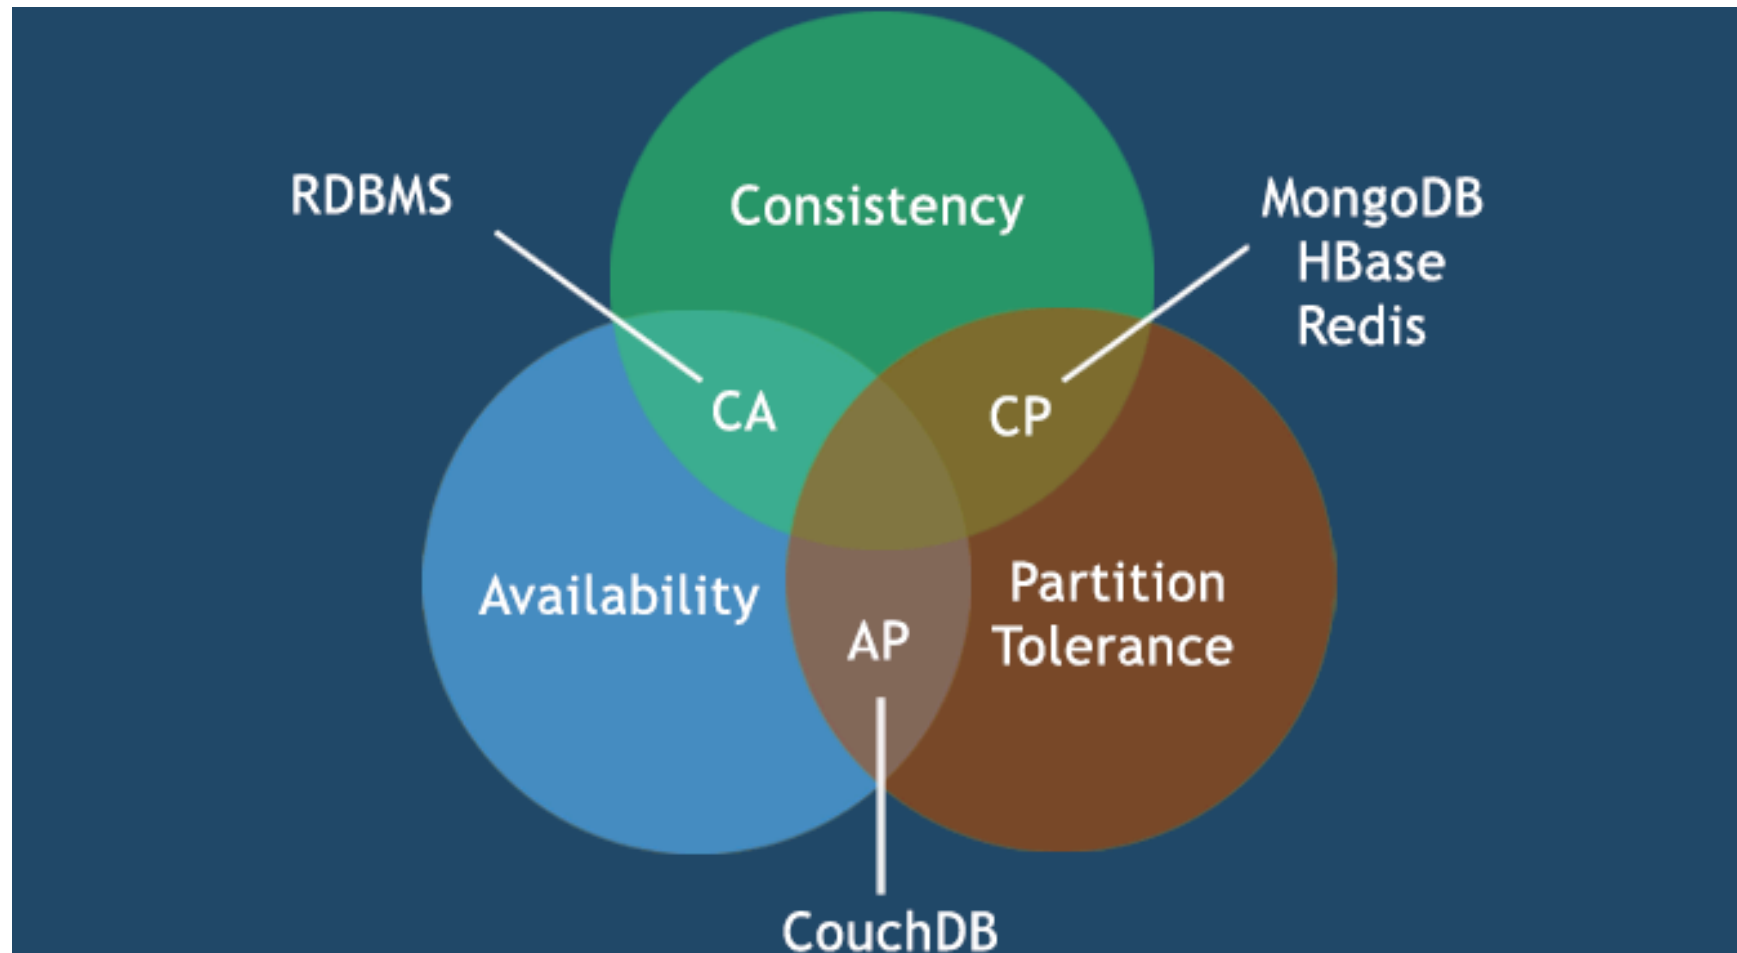 RDBMS
Consistency
MongoDB
HBase
Redis
CA
CP
Availability
Partition
Tolerance
AP
CouchDB